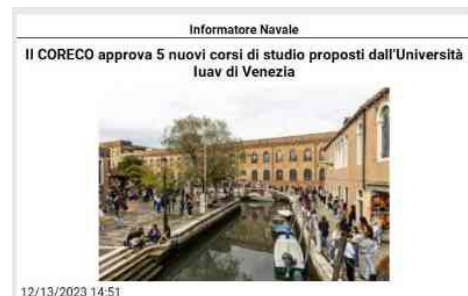 Informatore Navale
Il CORECO approva 5 nuovi corsi di studio proposti dall'Università
Iuav di Venezia
12/13/2023 14:51